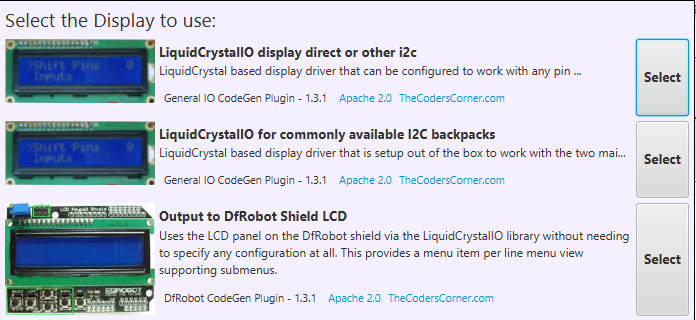 Select the Display to use:
>Shift Pins 0
Inputs
LiquidCrystalIO display direct or other i2c
LiquidCrystal based display driver that can be configured to work with any pin ...
General IO CodeGen Plugin - 1.3.1 Apache 2.0 TheCodersCorner.com
Select
>Shift Pins 0
Inputs
LiquidCrystalIO for commonly available I2C backpacks
LiquidCrystal based display driver that is setup out of the box to work with the two mai...
General IO CodeGen Plugin - 1.3.1 Apache 2.0 TheCodersCorner.com
Select
LCD Keypad Shield
Output to DfRobot Shield LCD
Uses the LCD panel on the DfRobot shield via the LiquidCrystalIO library without needing
to specify any configuration at all. This provides a menu item per line menu view
supporting submenus.
DfRobot CodeGen Plugin - 1.3.1 Apache 2.0 TheCodersCorner.com
Select